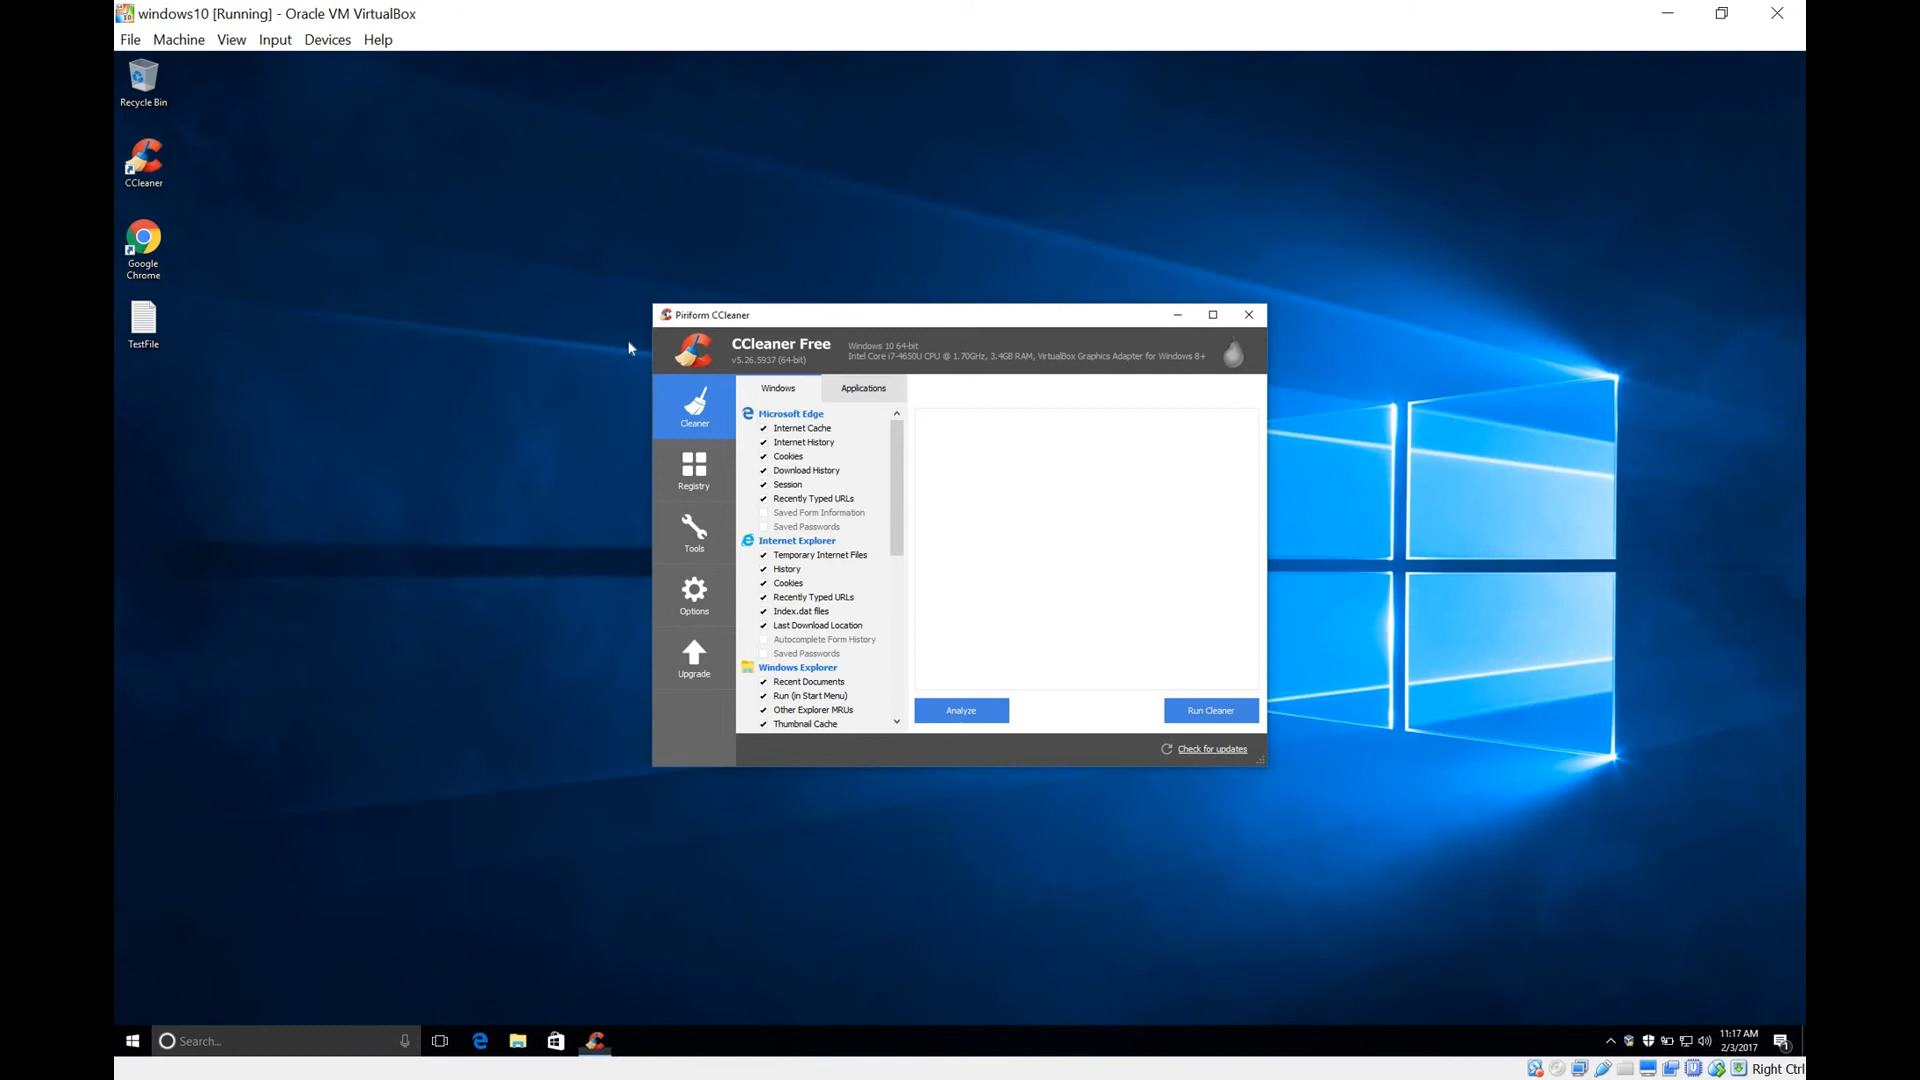 windows10 [Running] - Oracle VM VirtualBox
File Machine View Input Devices Help
Recycle Bin
CCleaner
Google
Chrome
TestFile
Piriform CCleaner
CCleaner Free
v5.26.5937 (64-bit)
Windows 10 64-bit
Intel Core i7-4650U CPU @ 1.70GHz, 3.4GB RAM, VirtualBox Graphics Adapter for Windows 8+
Cleaner
Registry
Tools
Options
Upgrade
Windows Applications
Microsoft Edge
Internet Cache
Internet History
Cookies
Download History
Session
Recently Typed URLs
Saved Form Information
Saved Passwords
Internet Explorer
Temporary Internet Files
History
Cookies
Recently Typed URLs
Index.dat files
Last Download Location
Autocomplete Form History
Saved Passwords
Windows Explorer
Recent Documents
Run (in Start Menu)
Other Explorer MRUs
Thumbnail Cache
Analyze Run Cleaner
Check for updates
Search...
11:17 AM
2/3/2017
1
Right Ctrl